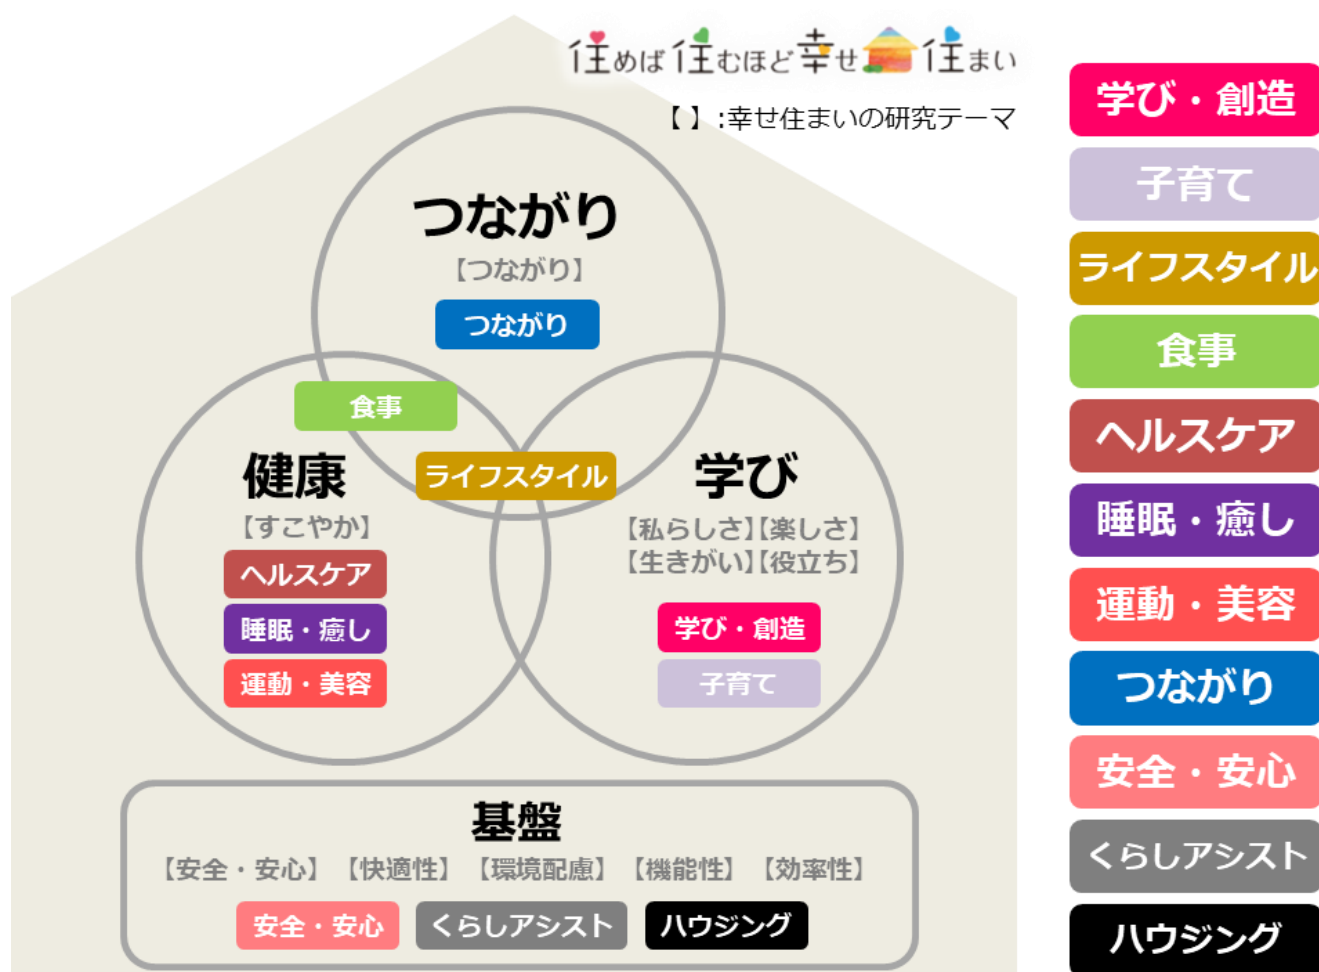 住めば住むほど幸せ住まい
【 】:幸せ住まいの研究テーマ
つながり
【つながり】
つながり
食事
ライフスタイル
健康
【すこやか】
ヘルスケア
睡眠・癒し
運動・美容
学び
【私らしさ】【楽しさ】
【生きがい】【役立ち】
学び・創造
子育て
基盤
【安全・安心】 【快適性】 【環境配慮】 【機能性】 【効率性】
安全・安心 くらしアシスト ハウジング
学び・創造
子育て
ライフスタイル
食事
ヘルスケア
睡眠・癒し
運動・美容
つながり
安全・安心
くらしアシスト
ハウジング